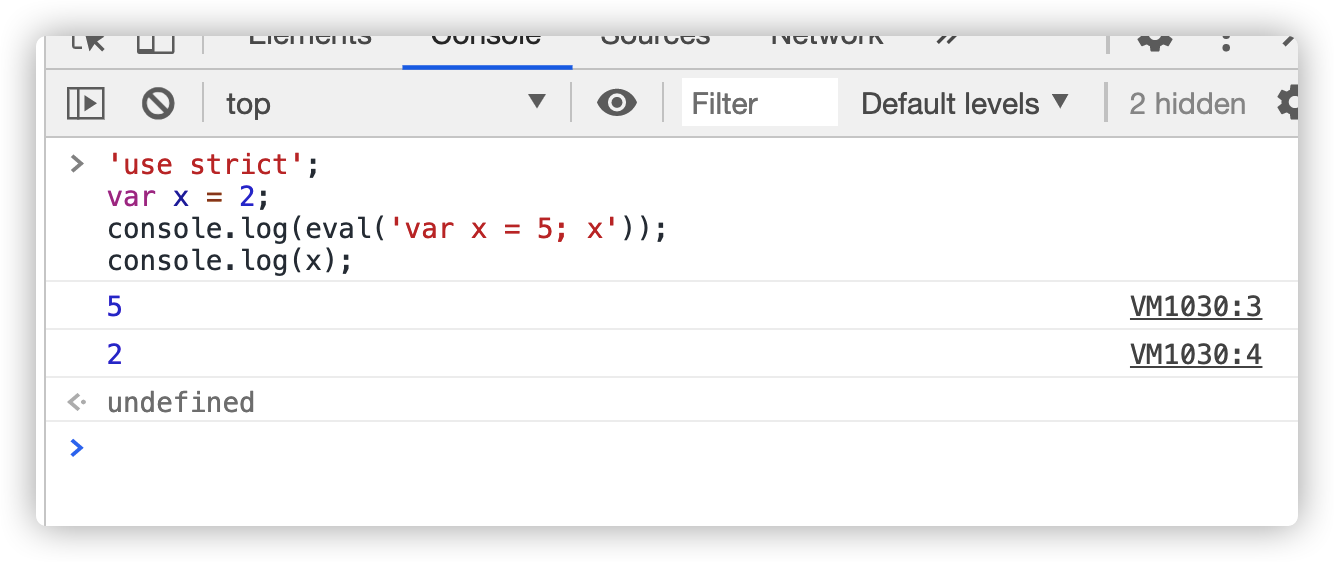 Elements Console Sources Network »
top Filter Default levels 2 hidden
> 'use strict';
var x = 2;
console.log(eval('var x = 5; x'));
console.log(x);
5 VM1030:3
2 VM1030:4
undefined
>